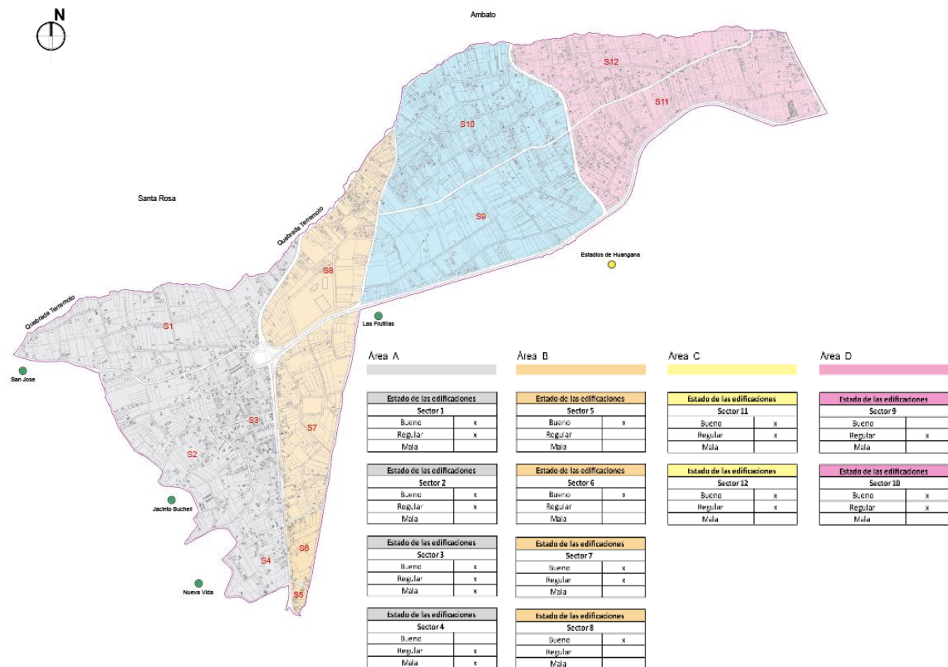 N
Ambato
S12
S11
S10
Santa Rosa
S9
Quebrada Terremoto
S8
Estadios de Huangana
Quebrada Terremoto
S1
Las Frutillas
San Jose
Área A
Área B
Área C
Área D
S3
S7
S2
Jacinto Bucheli
S4
S6
Nueva Vida
S5
Estado de las edificaciones
Sector 1
Bueno x
Regular x
Mala
Estado de las edificaciones
Sector 2
Bueno x
Regular x
Mala
Estado de las edificaciones
Sector 3
Bueno x
Regular x
Mala x
Estado de las edificaciones
Sector 4
Bueno
Regular x
Mala x
Estado de las edificaciones
Sector 5
Bueno x
Regular
Mala
Estado de las edificaciones
Sector 6
Bueno x
Regular
Mala
Estado de las edificaciones
Sector 7
Bueno x
Regular x
Mala
Estado de las edificaciones
Sector 8
Bueno x
Regular
Mala
Estado de las edificaciones
Sector 11
Bueno x
Regular x
Mala
Estado de las edificaciones
Sector 12
Bueno x
Regular x
Mala
Estado de las edificaciones
Sector 9
Bueno
Regular x
Mala
Estado de las edificaciones
Sector 10
Bueno x
Regular x
Mala